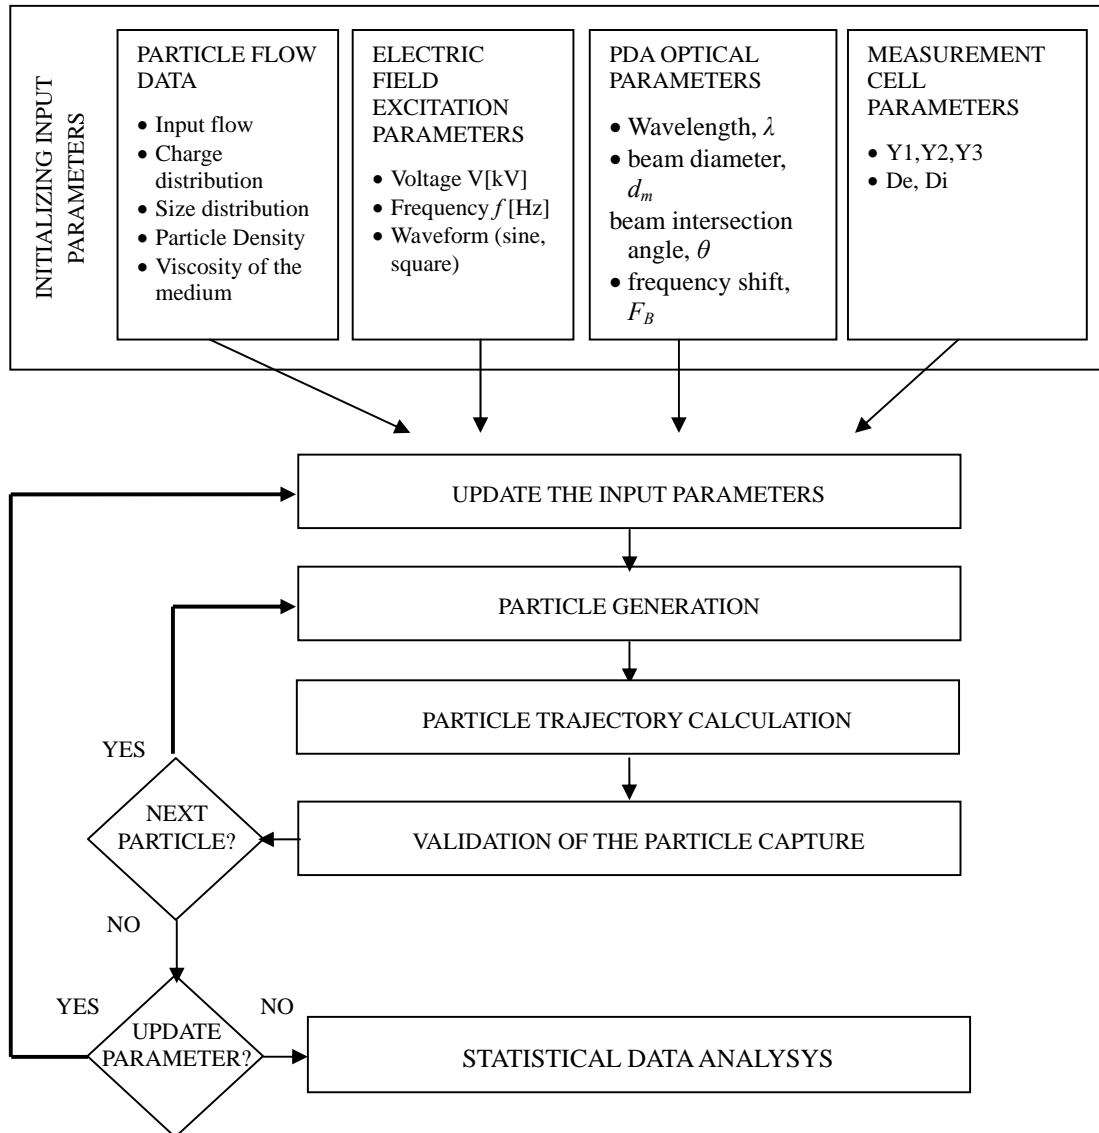 INITIALIZING INPUT
PARAMETERS
PARTICLE FLOW
DATA
• Input flow
• Charge
distribution
• Size distribution
• Particle Density
• Viscosity of the
medium
ELECTRIC
FIELD
EXCITATION
PARAMETERS
• Voltage V[kV]
• Frequency f [Hz]
• Waveform (sine,
square)
PDA OPTICAL
PARAMETERS
• Wavelength, λ
• beam diameter,
d_m
beam intersection
angle, θ
• frequency shift,
F_B
MEASUREMENT
CELL
PARAMETERS
• Y1,Y2,Y3
• De, Di
UPDATE THE INPUT PARAMETERS
PARTICLE GENERATION
PARTICLE TRAJECTORY CALCULATION
YES
NEXT
PARTICLE?
VALIDATION OF THE PARTICLE CAPTURE
NO
YES
NO
UPDATE
PARAMETER?
STATISTICAL DATA ANALYSYS